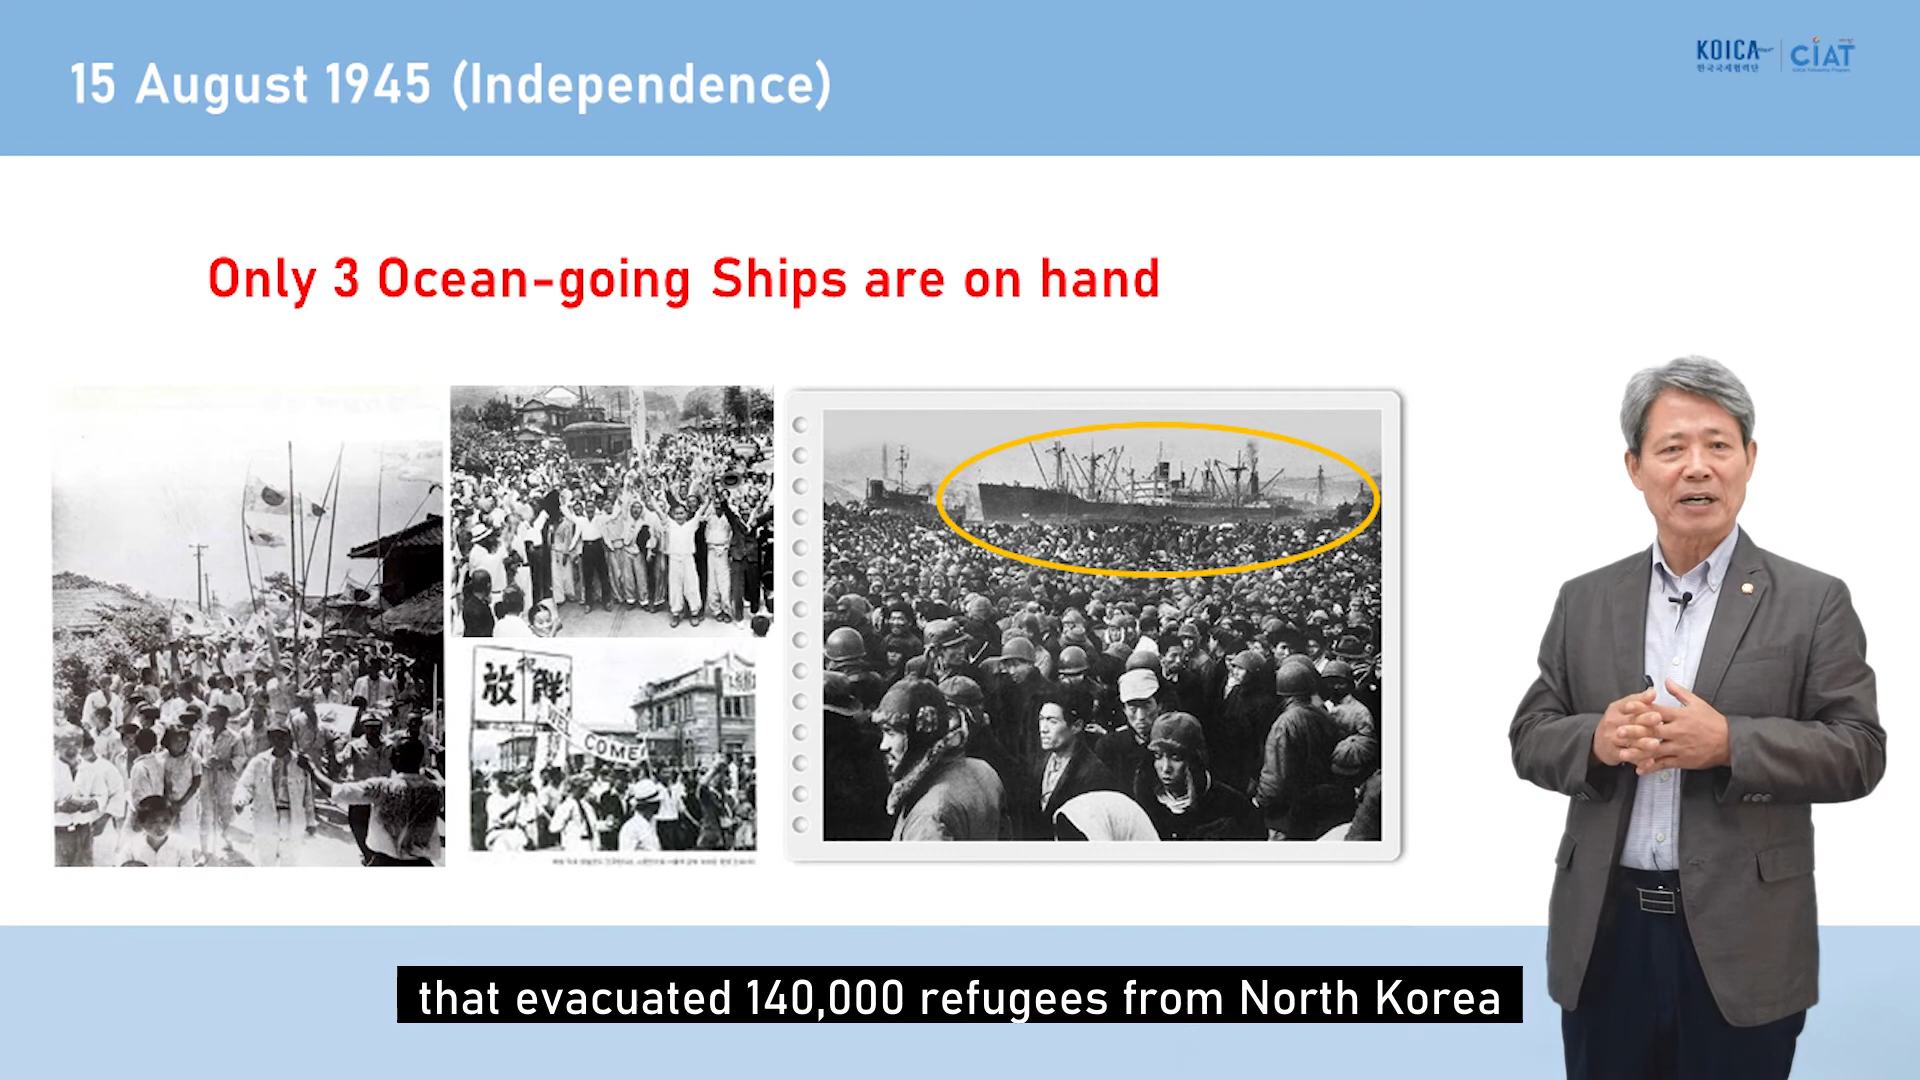 15 August 1945 (Independence)
KOICA
한국국제협력단
CIAT
Only 3 Ocean-going Ships are on hand
放 解
WELCOME
that evacuated 140,000 refugees from North Korea